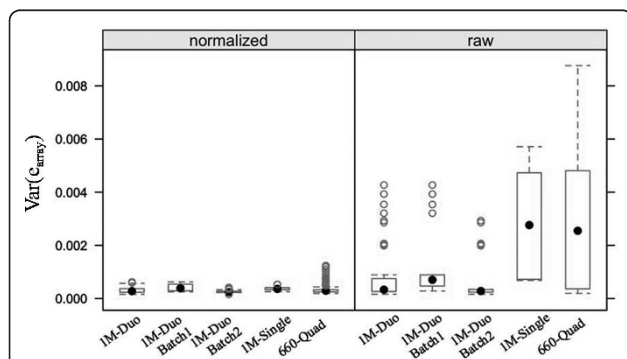 normalized
raw
Var(e_array)
0.008
0.006
0.004
0.002
0.000
1M-Duo
1M-Duo
Batch1
1M-Duo
Batch2
1M-Single
660-Quad
1M-Duo
1M-Duo
Batch1
1M-Duo
Batch2
1M-Single
660-Quad